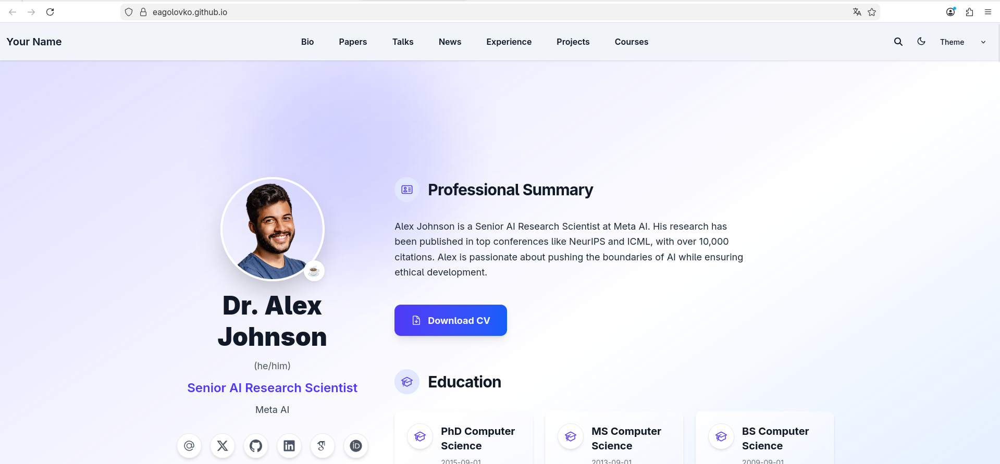 eagolovko.github.io
Your Name
Bio
Papers
Talks
News
Experience
Projects
Courses
Theme
Professional Summary
Alex Johnson is a Senior AI Research Scientist at Meta AI. His research has
been published in top conferences like NeurIPS and ICML, with over 10,000
citations. Alex is passionate about pushing the boundaries of AI while ensuring
ethical development.
Download CV
Dr. Alex
Johnson
(he/him)
Senior AI Research Scientist
Meta AI
Education
PhD Computer
Science
2015-09-01
MS Computer
Science
2013-09-01
BS Computer
Science
2009-09-01